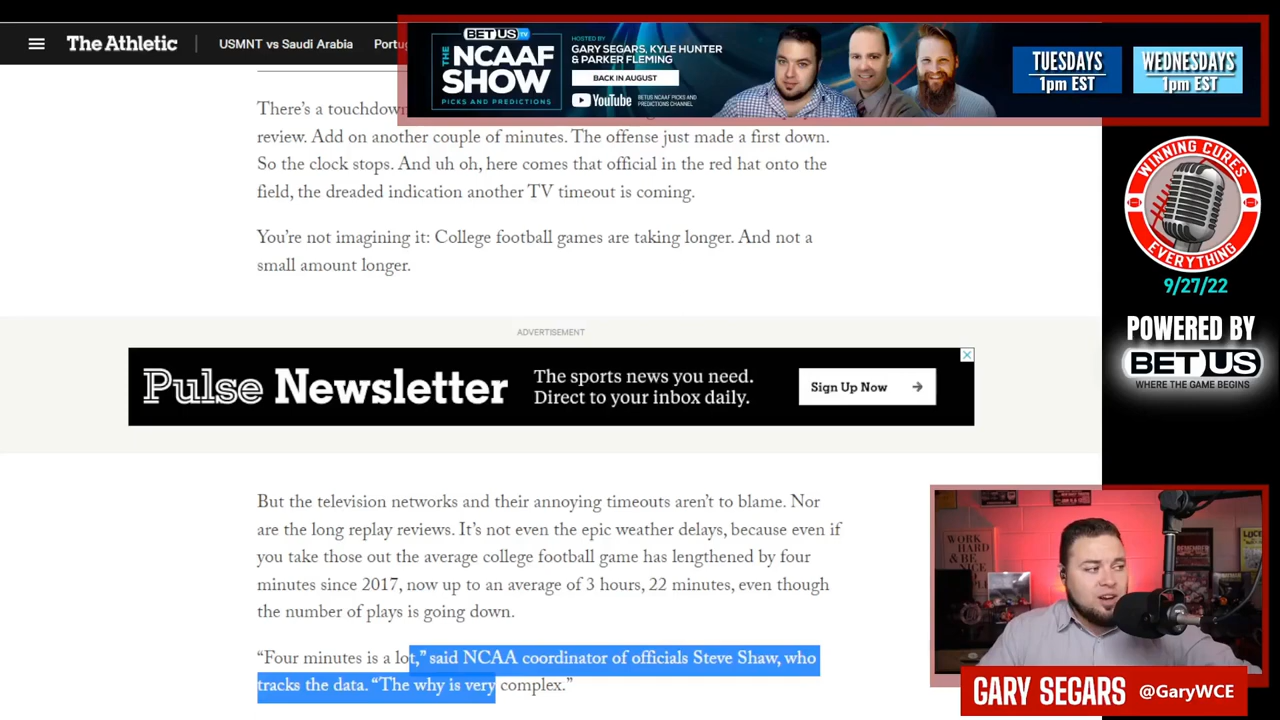 The Athletic
USMNT vs Saudi Arabia
Portug
BETUS TV
THE NCAAF SHOW
PICKS AND PREDICTIONS
HOSTED BY
GARY SEGARS, KYLE HUNTER
& PARKER FLEMING
BACK IN AUGUST
YouTube
BETUS NCAAF PICKS AND
PREDICTIONS CHANNEL
TUESDAYS
1pm EST
WEDNESDAYS
1pm EST
There’s a touchdown
review. Add on another couple of minutes. The offense just made a first down.
So the clock stops. And uh oh, here comes that official in the red hat onto the
field, the dreaded indication another TV timeout is coming.
You’re not imagining it: College football games are taking longer. And not a
small amount longer.
ADVERTISEMENT
Pulse Newsletter
The sports news you need.
Direct to your inbox daily.
Sign Up Now
But the television networks and their annoying timeouts aren’t to blame. Nor
are the long replay reviews. It’s not even the epic weather delays, because even if
you take those out the average college football game has lengthened by four
minutes since 2017, now up to an average of 3 hours, 22 minutes, even though
the number of plays is going down.
“Four minutes is a lot,” said NCAA coordinator of officials Steve Shaw, who
tracks the data. “The why is very complex.”
WINNING CURES
EVERYTHING
9/27/22
POWERED BY
BETUS
WHERE THE GAME BEGINS
WORK
HARD &
BE NICE
GARY SEGARS @GaryWCE